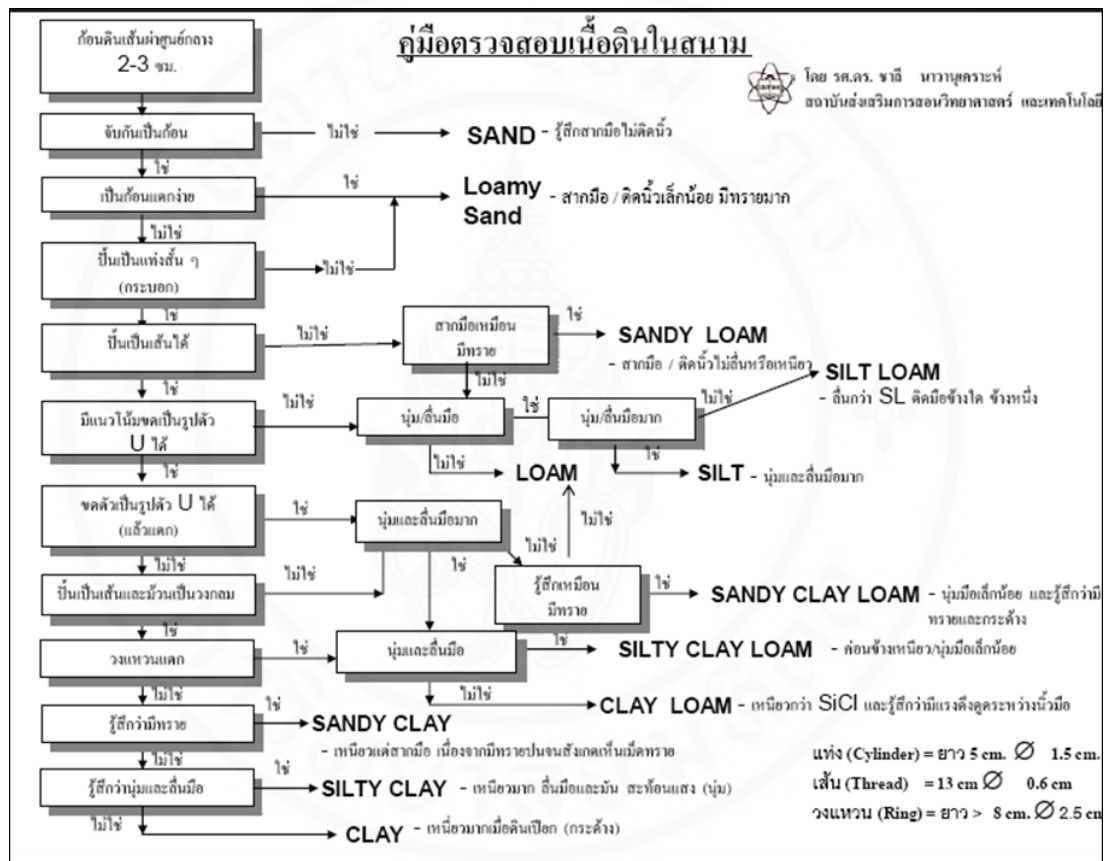 คู่มือตรวจสอบเนื้อดินในสนาม
โดย รศ.ดร. ชาลี นาวานุเคราะห์
สถาบันส่งเสริมการสอนวิทยาศาสตร์ และเทคโนโลยี
ก้อนดินเส้นผ่าศูนย์กลาง
2-3 ซม.
จับกันเป็นก้อน
ไม่ใช่
SAND - รู้สึกสากมือไม่ติดนิ้ว
ใช่
เป็นก้อนแตกง่าย
ใช่
Loamy
Sand - สากมือ / ติดนิ้วเล็กน้อย มีทรายมาก
ไม่ใช่
ปั้นเป็นแท่งสั้น ๆ
(กระบอก)
ไม่ใช่
ใช่
ปั้นเป็นเส้นได้
ไม่ใช่
สากมือเหมือน
มีทราย
ใช่
SANDY LOAM
- สากมือ / ติดนิ้วไม่ลื่นหรือเหนียว
ไม่ใช่
ใช่
มีแนวโน้มขดเป็นรูปตัว
U ได้
ไม่ใช่
นุ่ม/ลื่นมือ
ใช่
นุ่ม/ลื่นมือมาก
ไม่ใช่
SILT LOAM
- ลื่นกว่า SL ติดมือข้างใด ข้างหนึ่ง
ไม่ใช่
LOAM
ใช่
SILT - นุ่มและลื่นมือมาก
ใช่
ขดตัวเป็นรูปตัว U ได้
(แล้วแตก)
ใช่
นุ่มและลื่นมือมาก
ไม่ใช่
ไม่ใช่
ไม่ใช่
ปั้นเป็นเส้นและม้วนเป็นวงกลม
ไม่ใช่
ใช่
รู้สึกเหมือน
มีทราย
ใช่
SANDY CLAY LOAM - นุ่มมือเล็กน้อย และรู้สึกว่ามี
ทรายและกระด้าง
ใช่
วงแหวนแตก
ใช่
นุ่มและลื่นมือ
ใช่
SILTY CLAY LOAM - ค่อนข้างเหนียว/นุ่มมือเล็กน้อย
ไม่ใช่
CLAY LOAM - เหนียวกว่า SiCl และรู้สึกว่ามีแรงดึงดูดระหว่างนิ้วมือ
ไม่ใช่
รู้สึกว่ามีทราย
ใช่
SANDY CLAY
- เหนียวแต่สากมือ เนื่องจากมีทรายปนจนสังเกตเห็นเม็ดทราย
ไม่ใช่
รู้สึกว่านุ่มและลื่นมือ
ใช่
SILTY CLAY - เหนียวมาก ลื่นมือและมัน สะท้อนแสง (นุ่ม)
ไม่ใช่
CLAY - เหนียวมากเมื่อดินเปียก (กระด้าง)
แท่ง (Cylinder) = ยาว 5 cm. Ø 1.5 cm.
เส้น (Thread) = 13 cm Ø 0.6 cm
วงแหวน (Ring) = ยาว > 8 cm. Ø 2.5 cm